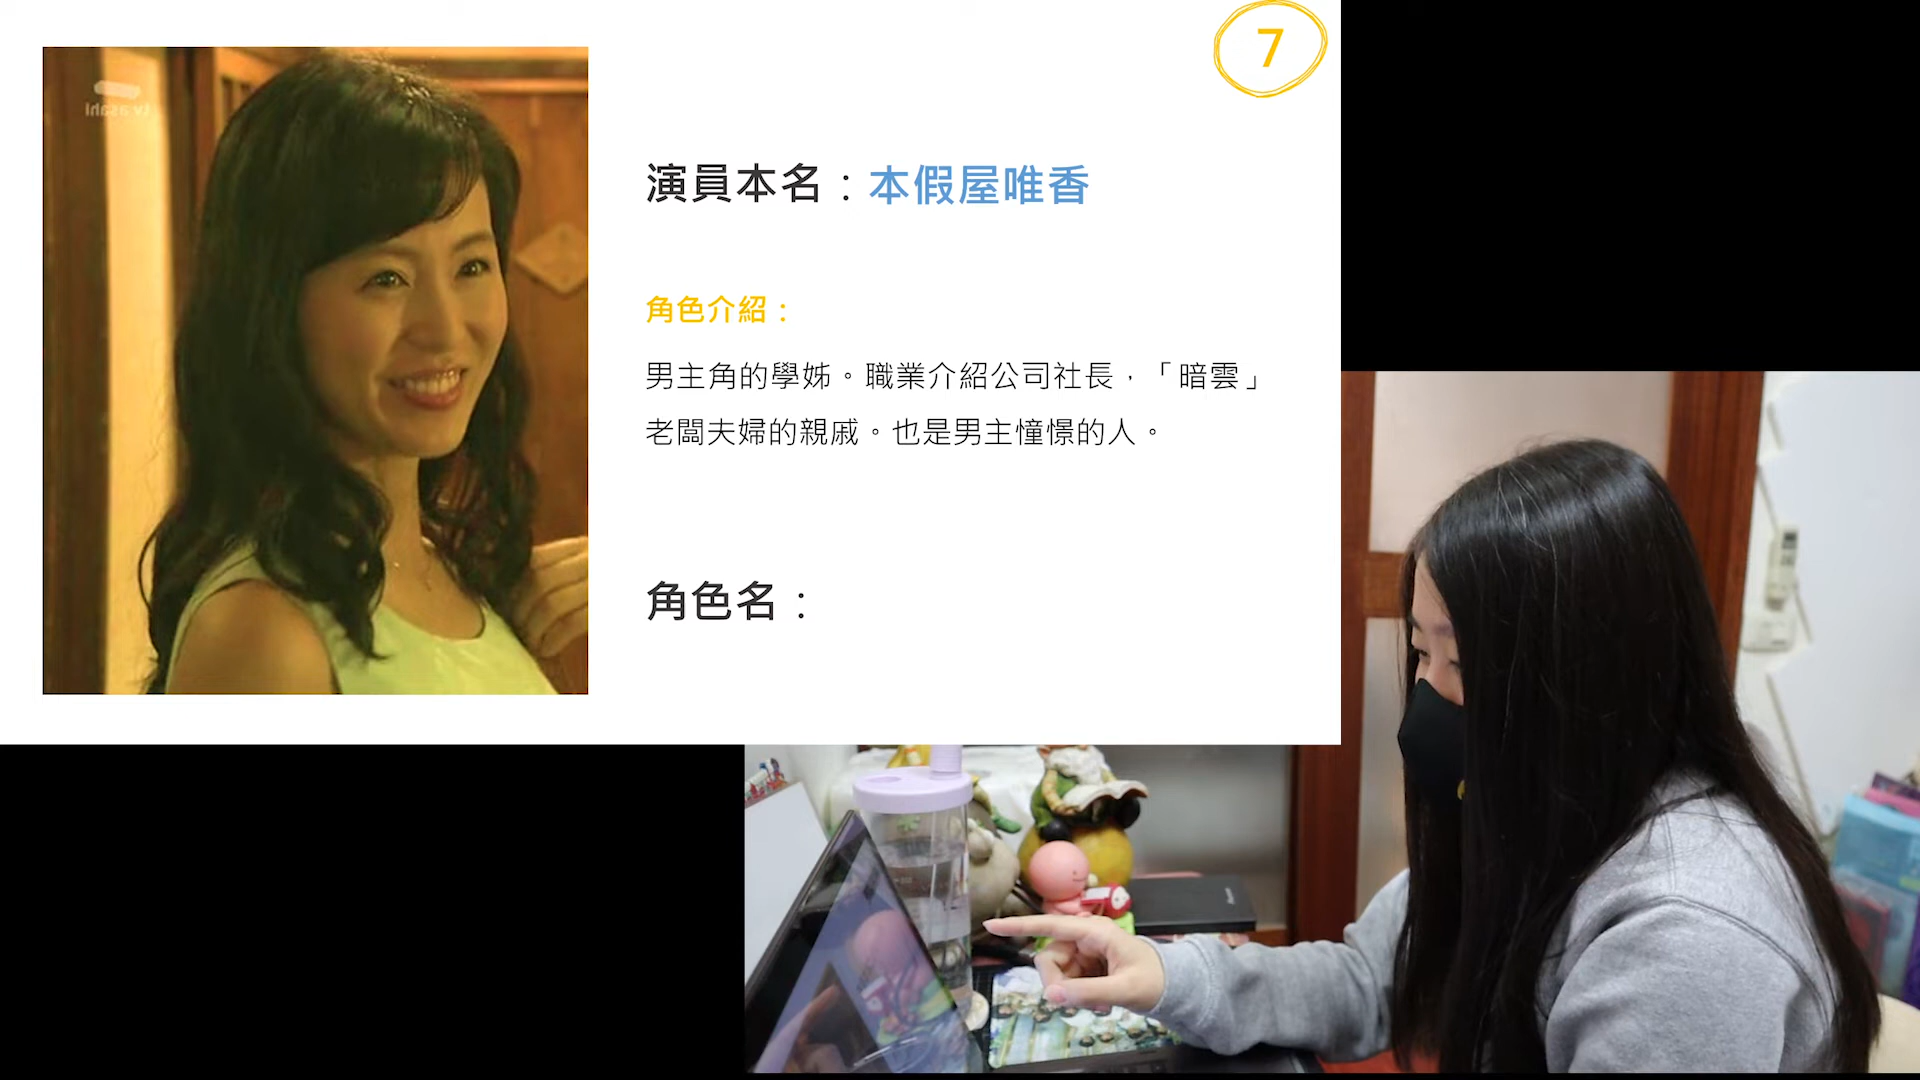 7
tv asahi
演員本名：本假屋唯香
角色介紹：
男主角的學姊。職業介紹公司社長，「暗雲」
老闆夫婦的親戚。也是男主憧憬的人。
角色名：